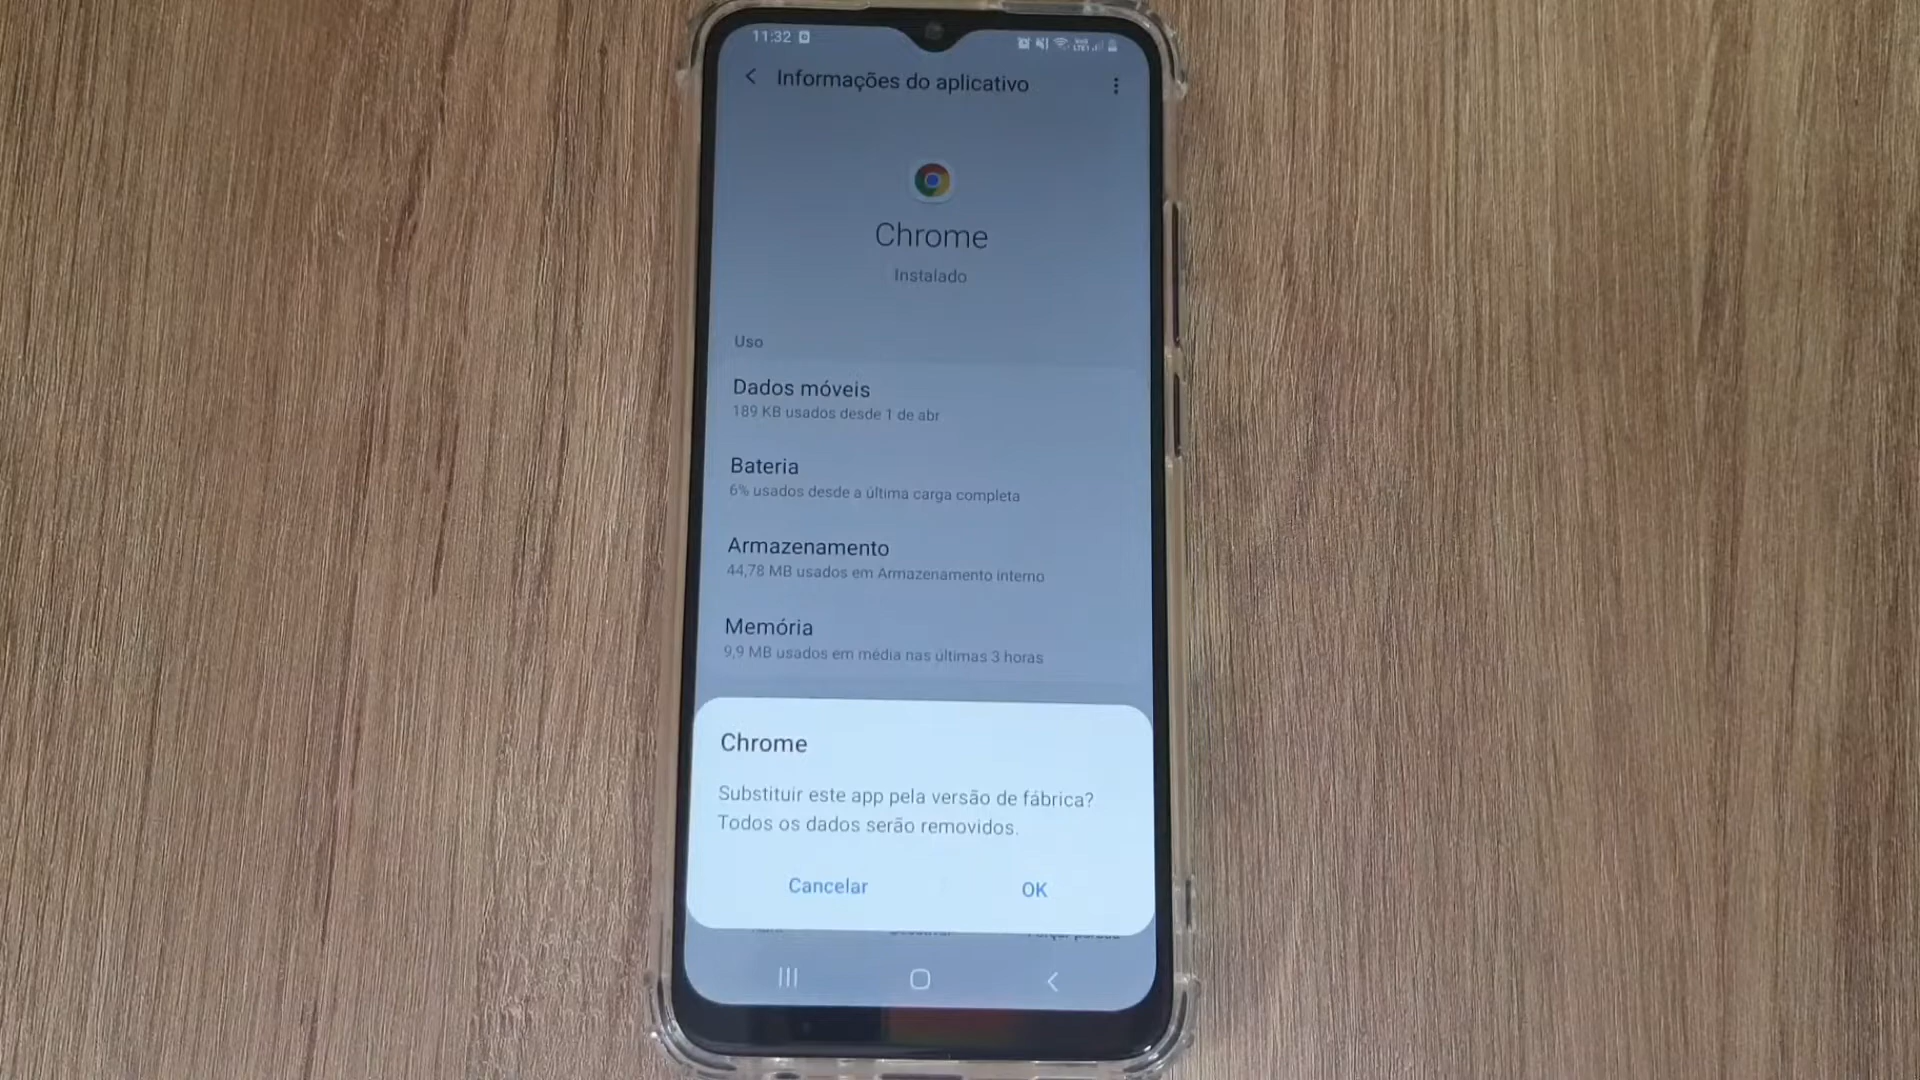 11:32
Informações do aplicativo
Chrome
Instalado
Uso
Dados móveis
189 KB usados desde 1 de abr
Bateria
6% usados desde a última carga completa
Armazenamento
44,78 MB usados em Armazenamento interno
Memória
9,9 MB usados em média nas últimas 3 horas
Chrome
Substituir este app pela versão de fábrica?
Todos os dados serão removidos.
Cancelar OK